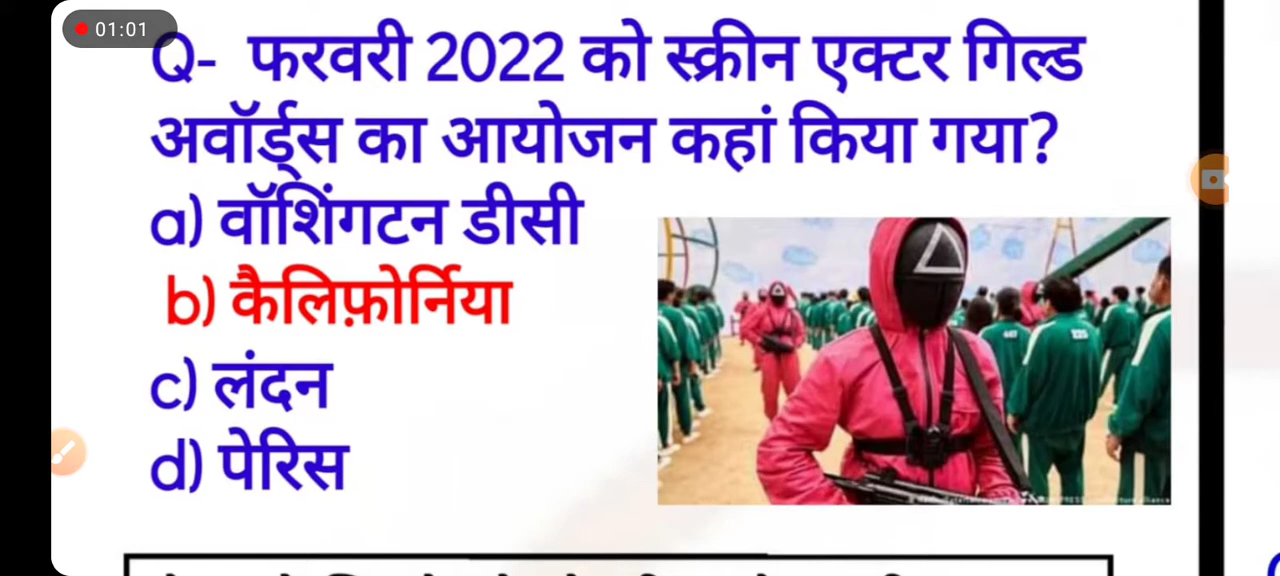 01:01
Q- फरवरी 2022 को स्क्रीन एक्टर गिल्ड
अवॉर्ड्स का आयोजन कहां किया गया?
a) वॉशिंगटन डीसी
b) कैलिफ़ोर्निया
c) लंदन
d) पेरिस